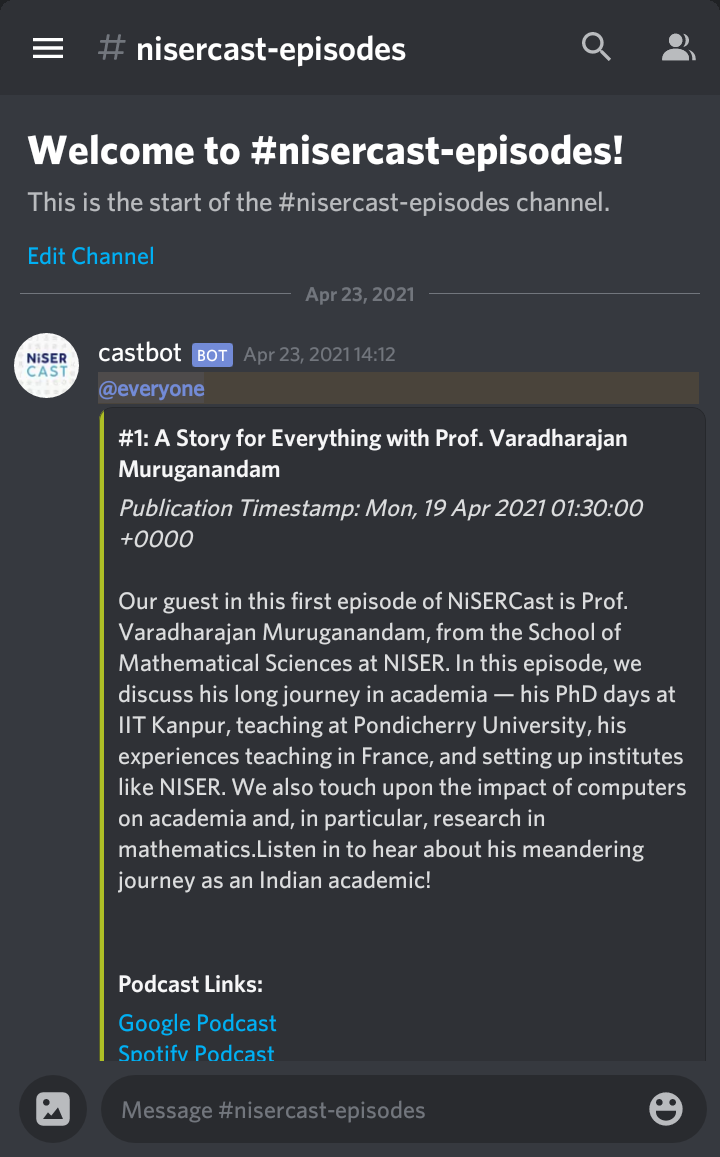 # nisercast-episodes
Welcome to #nisercast-episodes!
This is the start of the #nisercast-episodes channel.
Edit Channel
Apr 23, 2021
NiSER
CAST
castbot BOT Apr 23, 2021 14:12
@everyone
#1: A Story for Everything with Prof. Varadharajan
Muruganandam
Publication Timestamp: Mon, 19 Apr 2021 01:30:00
+0000
Our guest in this first episode of NiSERCast is Prof.
Varadharajan Muruganandam, from the School of
Mathematical Sciences at NISER. In this episode, we
discuss his long journey in academia — his PhD days at
IIT Kanpur, teaching at Pondicherry University, his
experiences teaching in France, and setting up institutes
like NISER. We also touch upon the impact of computers
on academia and, in particular, research in
mathematics.Listen in to hear about his meandering
journey as an Indian academic!
Podcast Links:
Google Podcast
Spotify Podcast
Message #nisercast-episodes